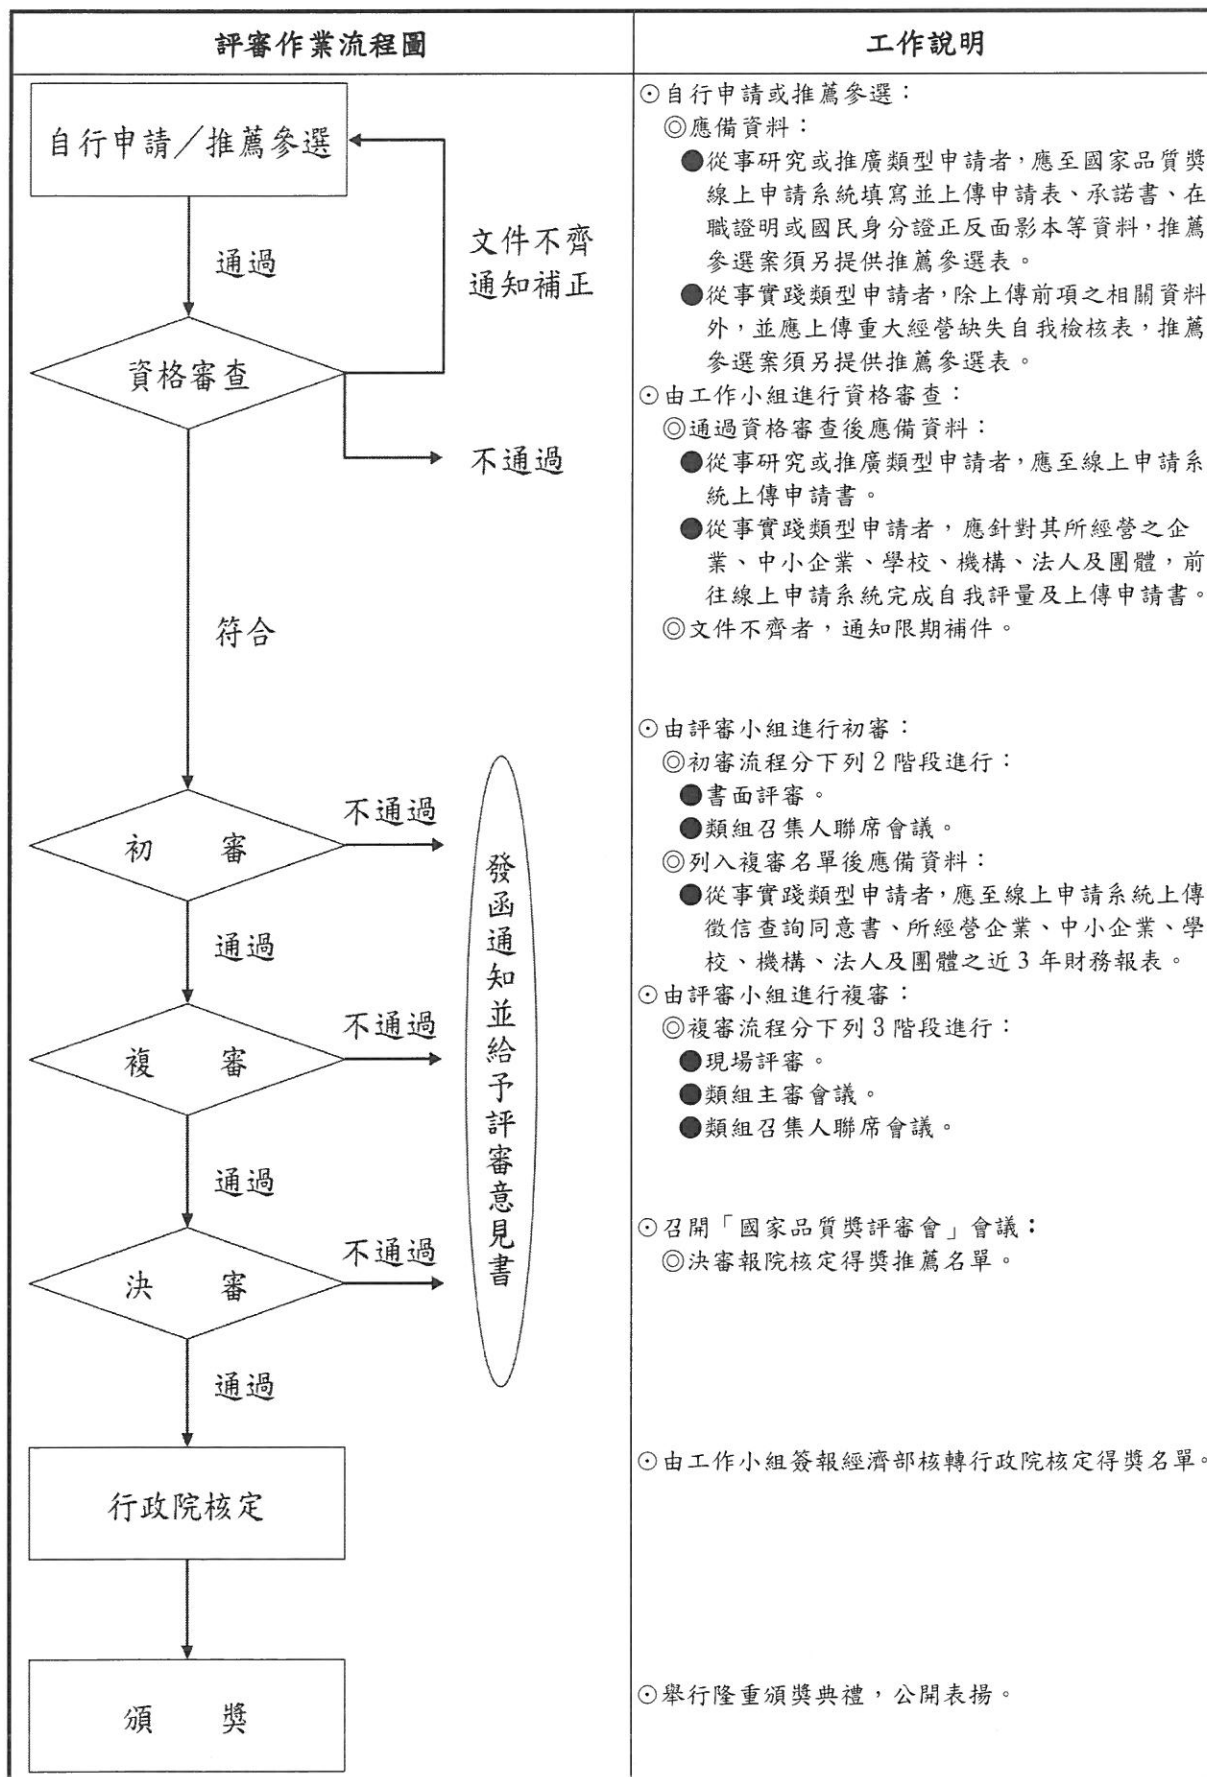 評審作業流程圖
工作說明
自行申請／推薦參選
通過
文件不齊
通知補正
資格審查
不通過
符合
初審
不通過
通過
複審
不通過
通過
決審
不通過
通過
發函通知並給予評審意見書
行政院核定
頒獎
⊙自行申請或推薦參選：
◎應備資料：
●從事研究或推廣類型申請者，應至國家品質獎
線上申請系統填寫並上傳申請表、承諾書、在
職證明或國民身分證正反面影本等資料，推薦
參選案須另提供推薦參選表。
●從事實踐類型申請者，除上傳前項之相關資料
外，並應上傳重大經營缺失自我檢核表，推薦
參選案須另提供推薦參選表。
⊙由工作小組進行資格審查：
◎通過資格審查後應備資料：
●從事研究或推廣類型申請者，應至線上申請系
統上傳申請書。
●從事實踐類型申請者，應針對其所經營之企
業、中小企業、學校、機構、法人及團體，前
往線上申請系統完成自我評量及上傳申請書。
◎文件不齊者，通知限期補件。
⊙由評審小組進行初審：
◎初審流程分下列2階段進行：
●書面評審。
●類組召集人聯席會議。
◎列入複審名單後應備資料：
●從事實踐類型申請者，應至線上申請系統上傳
徵信查詢同意書、所經營企業、中小企業、學
校、機構、法人及團體之近3年財務報表。
⊙由評審小組進行複審：
◎複審流程分下列3階段進行：
●現場評審。
●類組主審會議。
●類組召集人聯席會議。
⊙召開「國家品質獎評審會」會議：
◎決審報院核定得獎推薦名單。
⊙由工作小組簽報經濟部核轉行政院核定得獎名單。
⊙舉行隆重頒獎典禮，公開表揚。